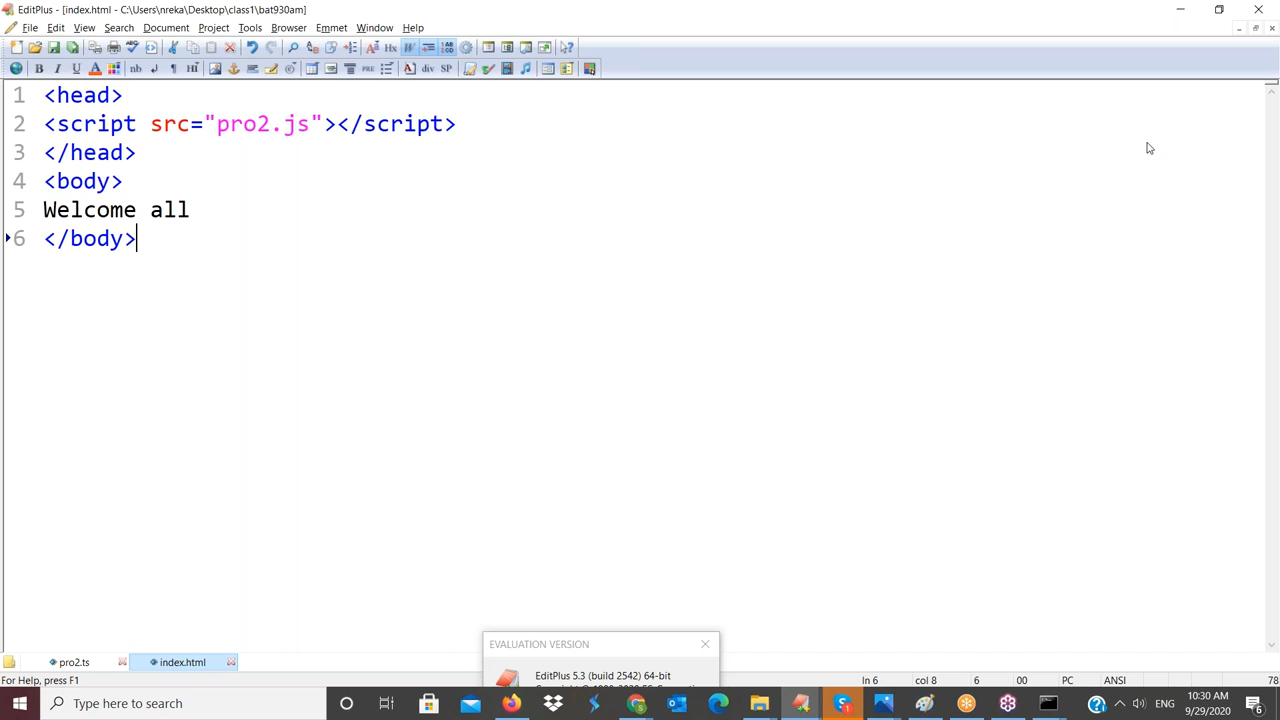 EditPlus - [index.html - C:\Users\nreka\Desktop\class1\bat930am]
File Edit View Search Document Project Tools Browser Emmet Window Help
1 <head>
2 <script src="pro2.js"></script>
3 </head>
4 <body>
5 Welcome all
6 </body>
EVALUATION VERSION
EditPlus 5.3 (build 2542) 64-bit
pro2.ts index.html
For Help, press F1 ln 6 col 8 6 00 PC ANSI 78
Type here to search
ENG
10:30 AM
9/29/2020
6